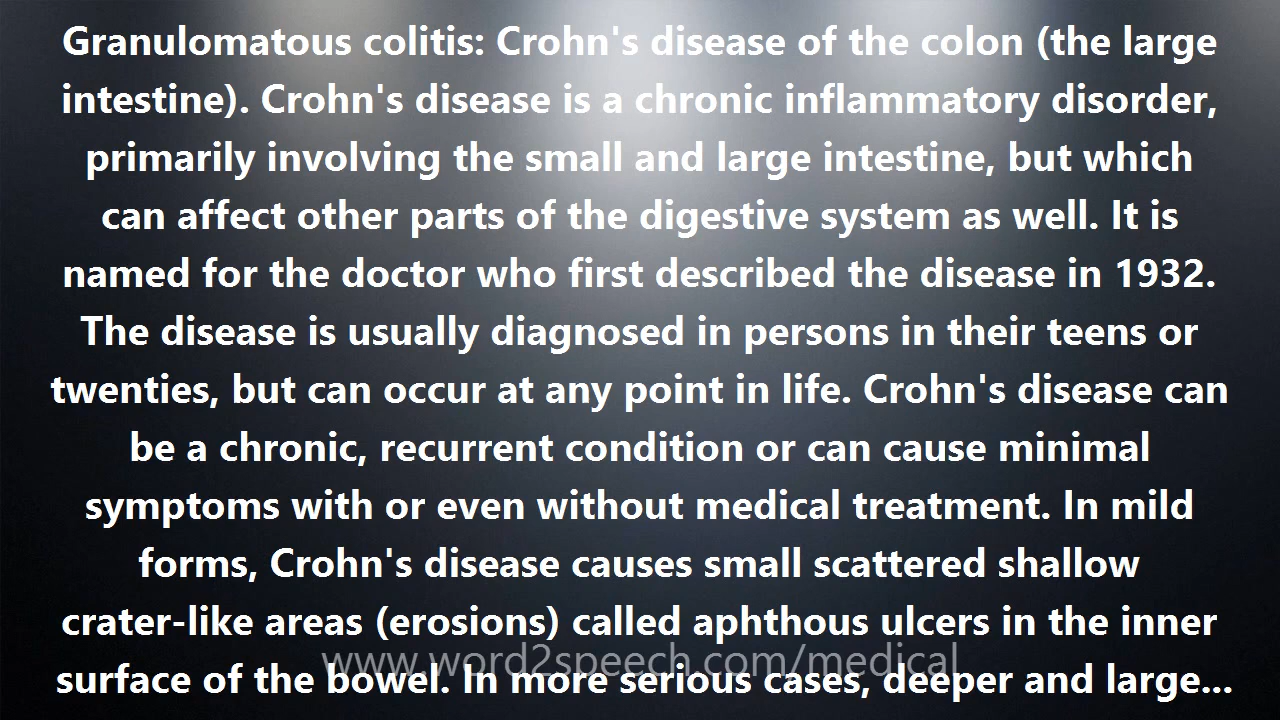 Granulomatous colitis: Crohn's disease of the colon (the large
intestine). Crohn's disease is a chronic inflammatory disorder,
primarily involving the small and large intestine, but which
can affect other parts of the digestive system as well. It is
named for the doctor who first described the disease in 1932.
The disease is usually diagnosed in persons in their teens or
twenties, but can occur at any point in life. Crohn's disease can
be a chronic, recurrent condition or can cause minimal
symptoms with or even without medical treatment. In mild
forms, Crohn's disease causes small scattered shallow
crater-like areas (erosions) called aphthous ulcers in the inner
www.word2speech.com/medical
surface of the bowel. In more serious cases, deeper and large...